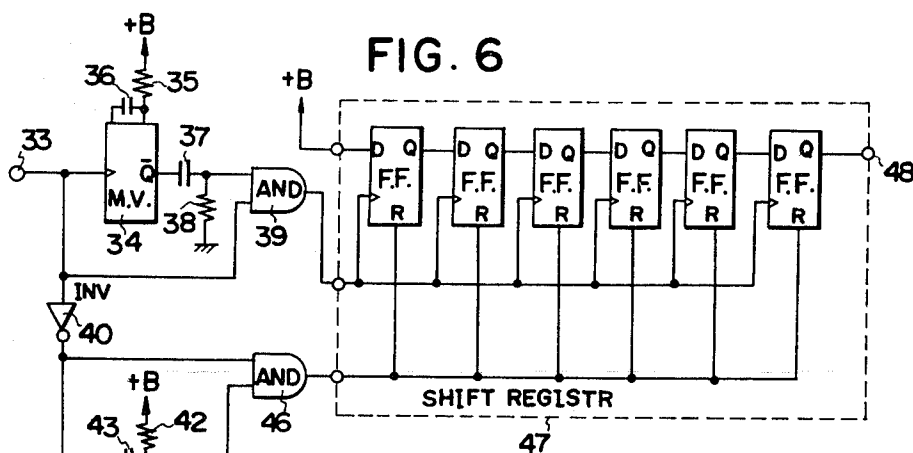 FIG. 6
+B
36
35
+B
33
37
M.V.
Q̄
34
38
AND
39
D Q
F.F.
R
D Q
F.F.
R
D Q
F.F.
R
D Q
F.F.
R
D Q
F.F.
R
D Q
F.F.
R
48
INV
40
AND
46
+B
43
42
SHIFT REGISTR
47